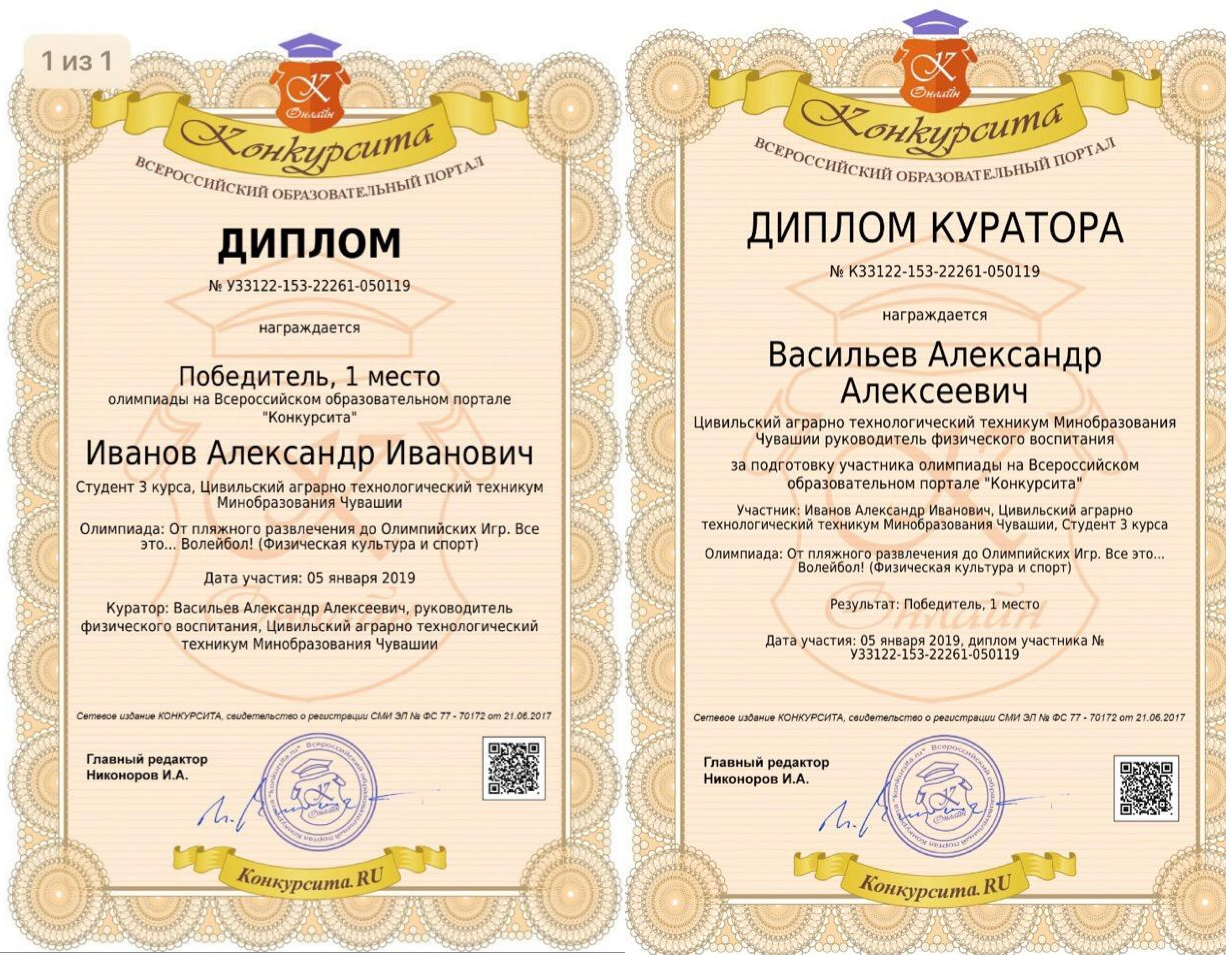 1 из 1
К
Онлайн
Конкурсита
ВСЕРОССИЙСКИЙ ОБРАЗОВАТЕЛЬНЫЙ ПОРТАЛ
ДИПЛОМ
№ У33122-153-22261-050119
награждается
Победитель, 1 место
олимпиады на Всероссийском образовательном портале
"Конкурсита"
Иванов Александр Иванович
Студент 3 курса, Цивильский аграрно технологический техникум
Минобразования Чувашии
Олимпиада: От пляжного развлечения до Олимпийских Игр. Все
это... Волейбол! (Физическая культура и спорт)
Дата участия: 05 января 2019
Куратор: Васильев Александр Алексеевич, руководитель
физического воспитания, Цивильский аграрно технологический
техникум Минобразования Чувашии
Сетевое издание КОНКУРСИТА, свидетельство о регистрации СМИ ЭЛ № ФС 77 - 70172 от 21.06.2017
Главный редактор
Никоноров И.А.
К
Онлайн
Конкурсита.RU
К
Онлайн
Конкурсита
ВСЕРОССИЙСКИЙ ОБРАЗОВАТЕЛЬНЫЙ ПОРТАЛ
ДИПЛОМ КУРАТОРА
№ К33122-153-22261-050119
награждается
Васильев Александр
Алексеевич
Цивильский аграрно технологический техникум Минобразования
Чувашии руководитель физического воспитания
за подготовку участника олимпиады на Всероссийском
образовательном портале "Конкурсита"
Участник: Иванов Александр Иванович, Цивильский аграрно
технологический техникум Минобразования Чувашии, Студент 3 курса
Олимпиада: От пляжного развлечения до Олимпийских Игр. Все это...
Волейбол! (Физическая культура и спорт)
Результат: Победитель, 1 место
Дата участия: 05 января 2019, диплом участника №
У33122-153-22261-050119
Сетевое издание КОНКУРСИТА, свидетельство о регистрации СМИ ЭЛ № ФС 77 - 70172 от 21.06.2017
Главный редактор
Никоноров И.А.
К
Онлайн
Конкурсита.RU